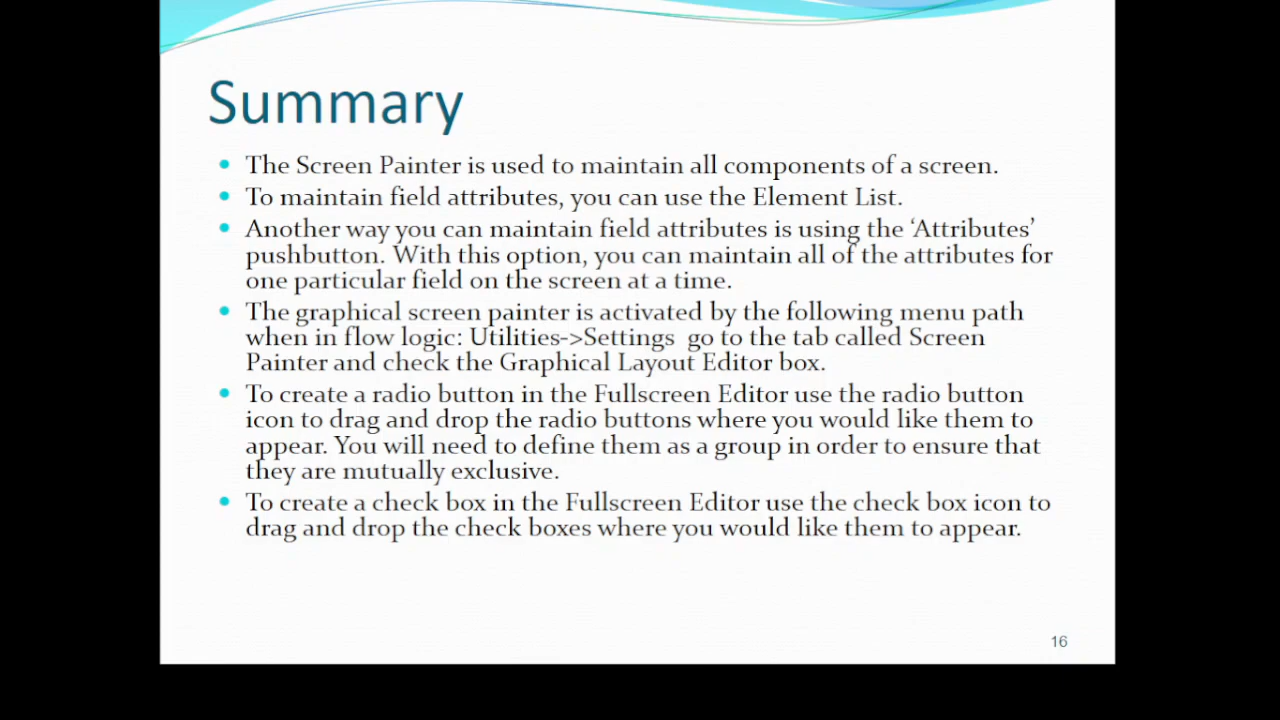 Summary
• The Screen Painter is used to maintain all components of a screen.
• To maintain field attributes, you can use the Element List.
• Another way you can maintain field attributes is using the ‘Attributes’
pushbutton. With this option, you can maintain all of the attributes for
one particular field on the screen at a time.
• The graphical screen painter is activated by the following menu path
when in flow logic: Utilities->Settings  go to the tab called Screen
Painter and check the Graphical Layout Editor box.
• To create a radio button in the Fullscreen Editor use the radio button
icon to drag and drop the radio buttons where you would like them to
appear. You will need to define them as a group in order to ensure that
they are mutually exclusive.
• To create a check box in the Fullscreen Editor use the check box icon to
drag and drop the check boxes where you would like them to appear.
16